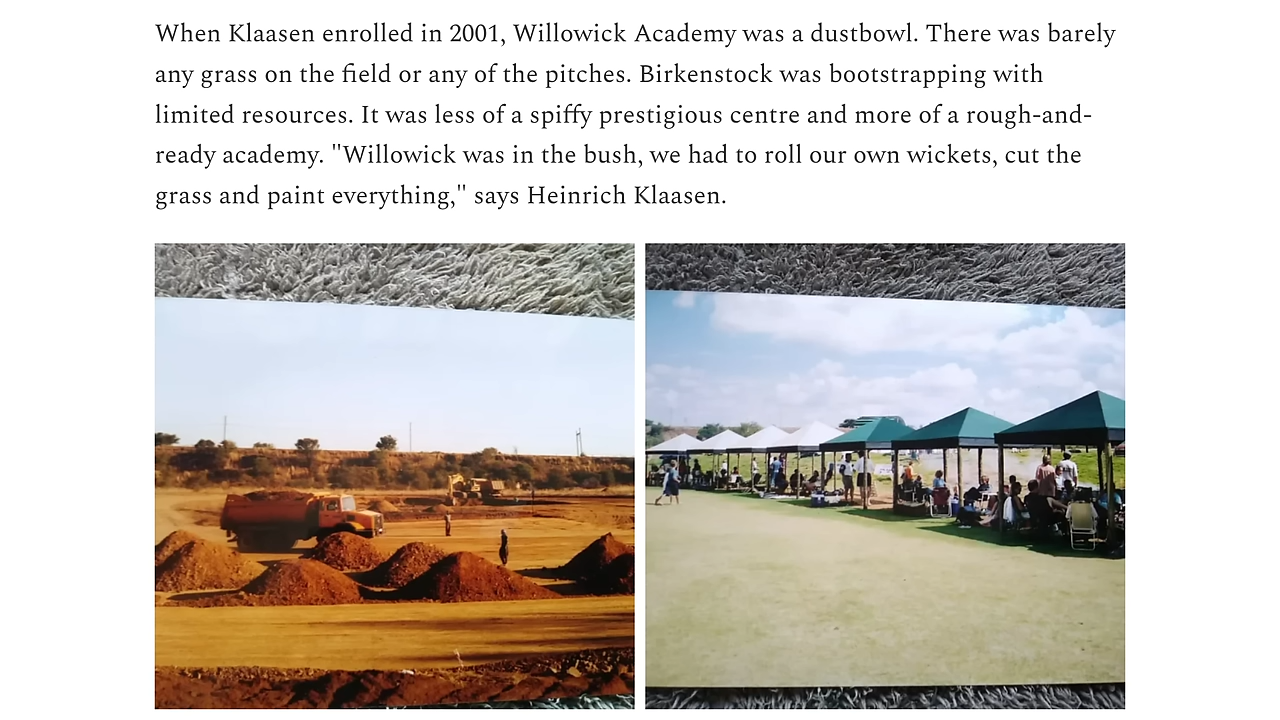 When Klaasen enrolled in 2001, Willowick Academy was a dustbowl. There was barely
any grass on the field or any of the pitches. Birkenstock was bootstrapping with
limited resources. It was less of a spiffy prestigious centre and more of a rough-and-
ready academy. "Willowick was in the bush, we had to roll our own wickets, cut the
grass and paint everything," says Heinrich Klaasen.